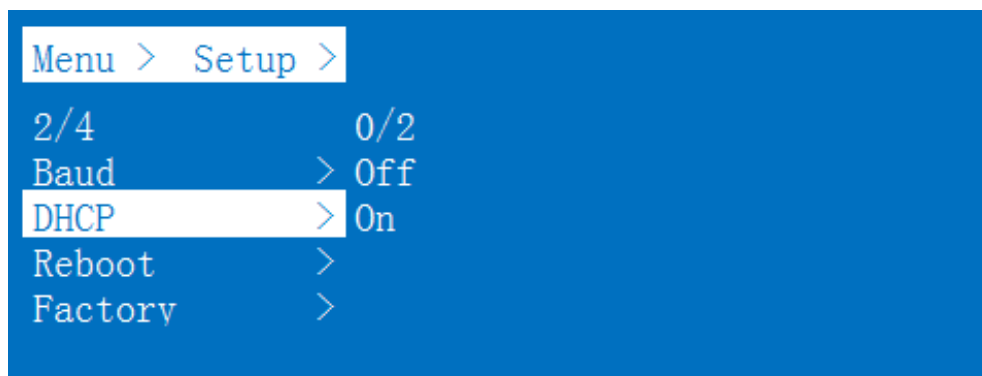 Menu > Setup >
2/4 0/2
Baud > Off
DHCP > On
Reboot >
Factory >